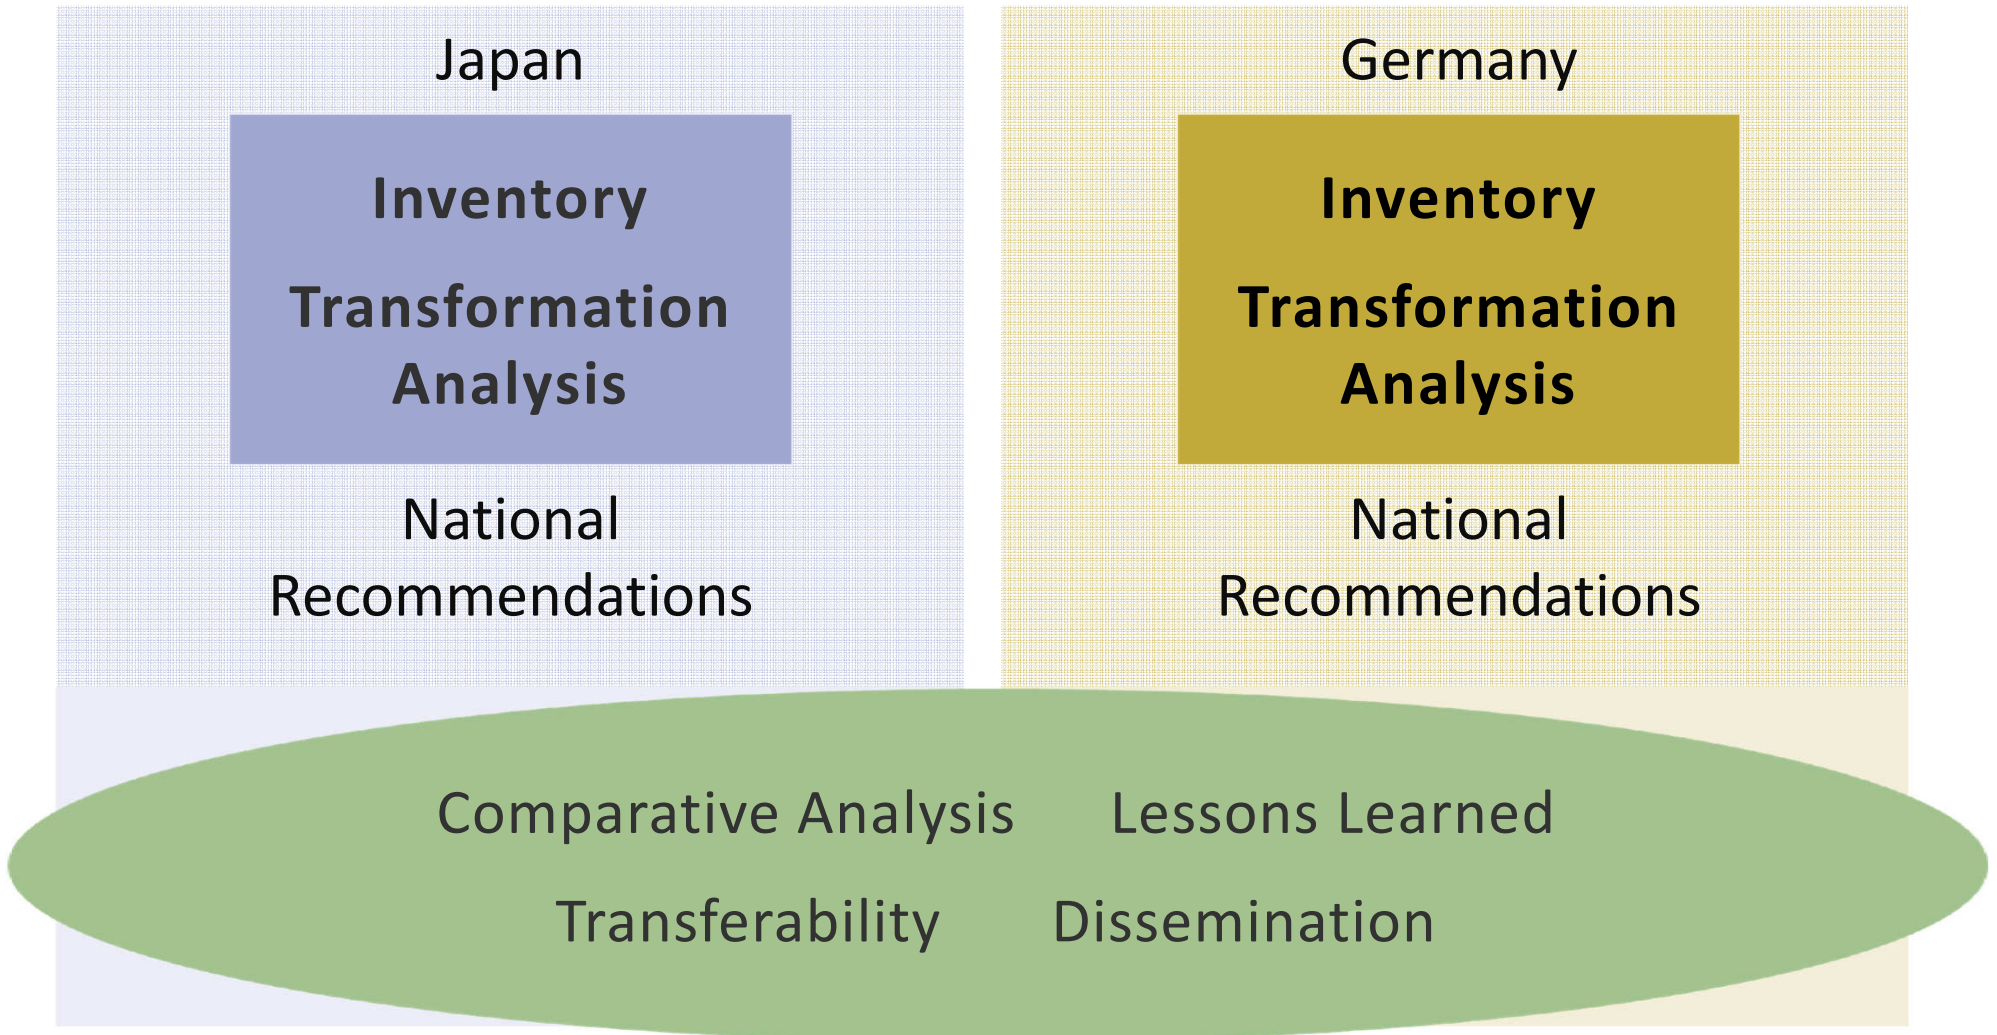 Japan
Inventory
Transformation
Analysis
National
Recommendations
Germany
Inventory
Transformation
Analysis
National
Recommendations
Comparative Analysis Lessons Learned
Transferability Dissemination